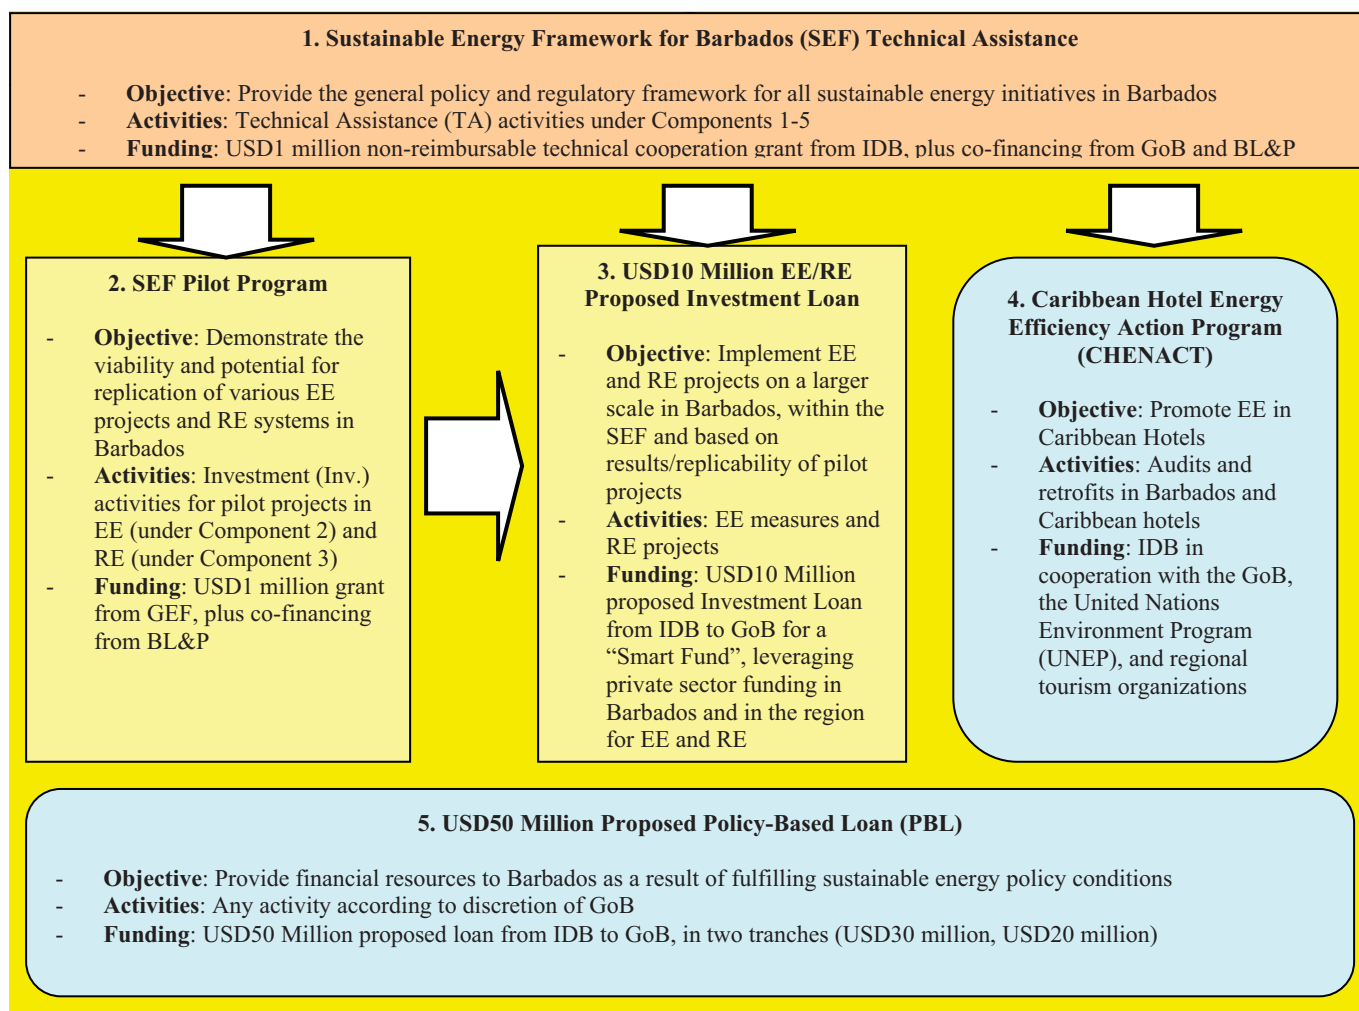 1. Sustainable Energy Framework for Barbados (SEF) Technical Assistance
- Objective: Provide the general policy and regulatory framework for all sustainable energy initiatives in Barbados
- Activities: Technical Assistance (TA) activities under Components 1-5
- Funding: USD1 million non-reimbursable technical cooperation grant from IDB, plus co-financing from GoB and BL&P
2. SEF Pilot Program
- Objective: Demonstrate the
viability and potential for
replication of various EE
projects and RE systems in
Barbados
- Activities: Investment (Inv.)
activities for pilot projects in
EE (under Component 2) and
RE (under Component 3)
- Funding: USD1 million grant
from GEF, plus co-financing
from BL&P
3. USD10 Million EE/RE
Proposed Investment Loan
- Objective: Implement EE
and RE projects on a larger
scale in Barbados, within the
SEF and based on
results/replicability of pilot
projects
- Activities: EE measures and
RE projects
- Funding: USD10 Million
proposed Investment Loan
from IDB to GoB for a
“Smart Fund”, leveraging
private sector funding in
Barbados and in the region
for EE and RE
4. Caribbean Hotel Energy
Efficiency Action Program
(CHENACT)
- Objective: Promote EE in
Caribbean Hotels
- Activities: Audits and
retrofits in Barbados and
Caribbean hotels
- Funding: IDB in
cooperation with the GoB,
the United Nations
Environment Program
(UNEP), and regional
tourism organizations
5. USD50 Million Proposed Policy-Based Loan (PBL)
- Objective: Provide financial resources to Barbados as a result of fulfilling sustainable energy policy conditions
- Activities: Any activity according to discretion of GoB
- Funding: USD50 Million proposed loan from IDB to GoB, in two tranches (USD30 million, USD20 million)